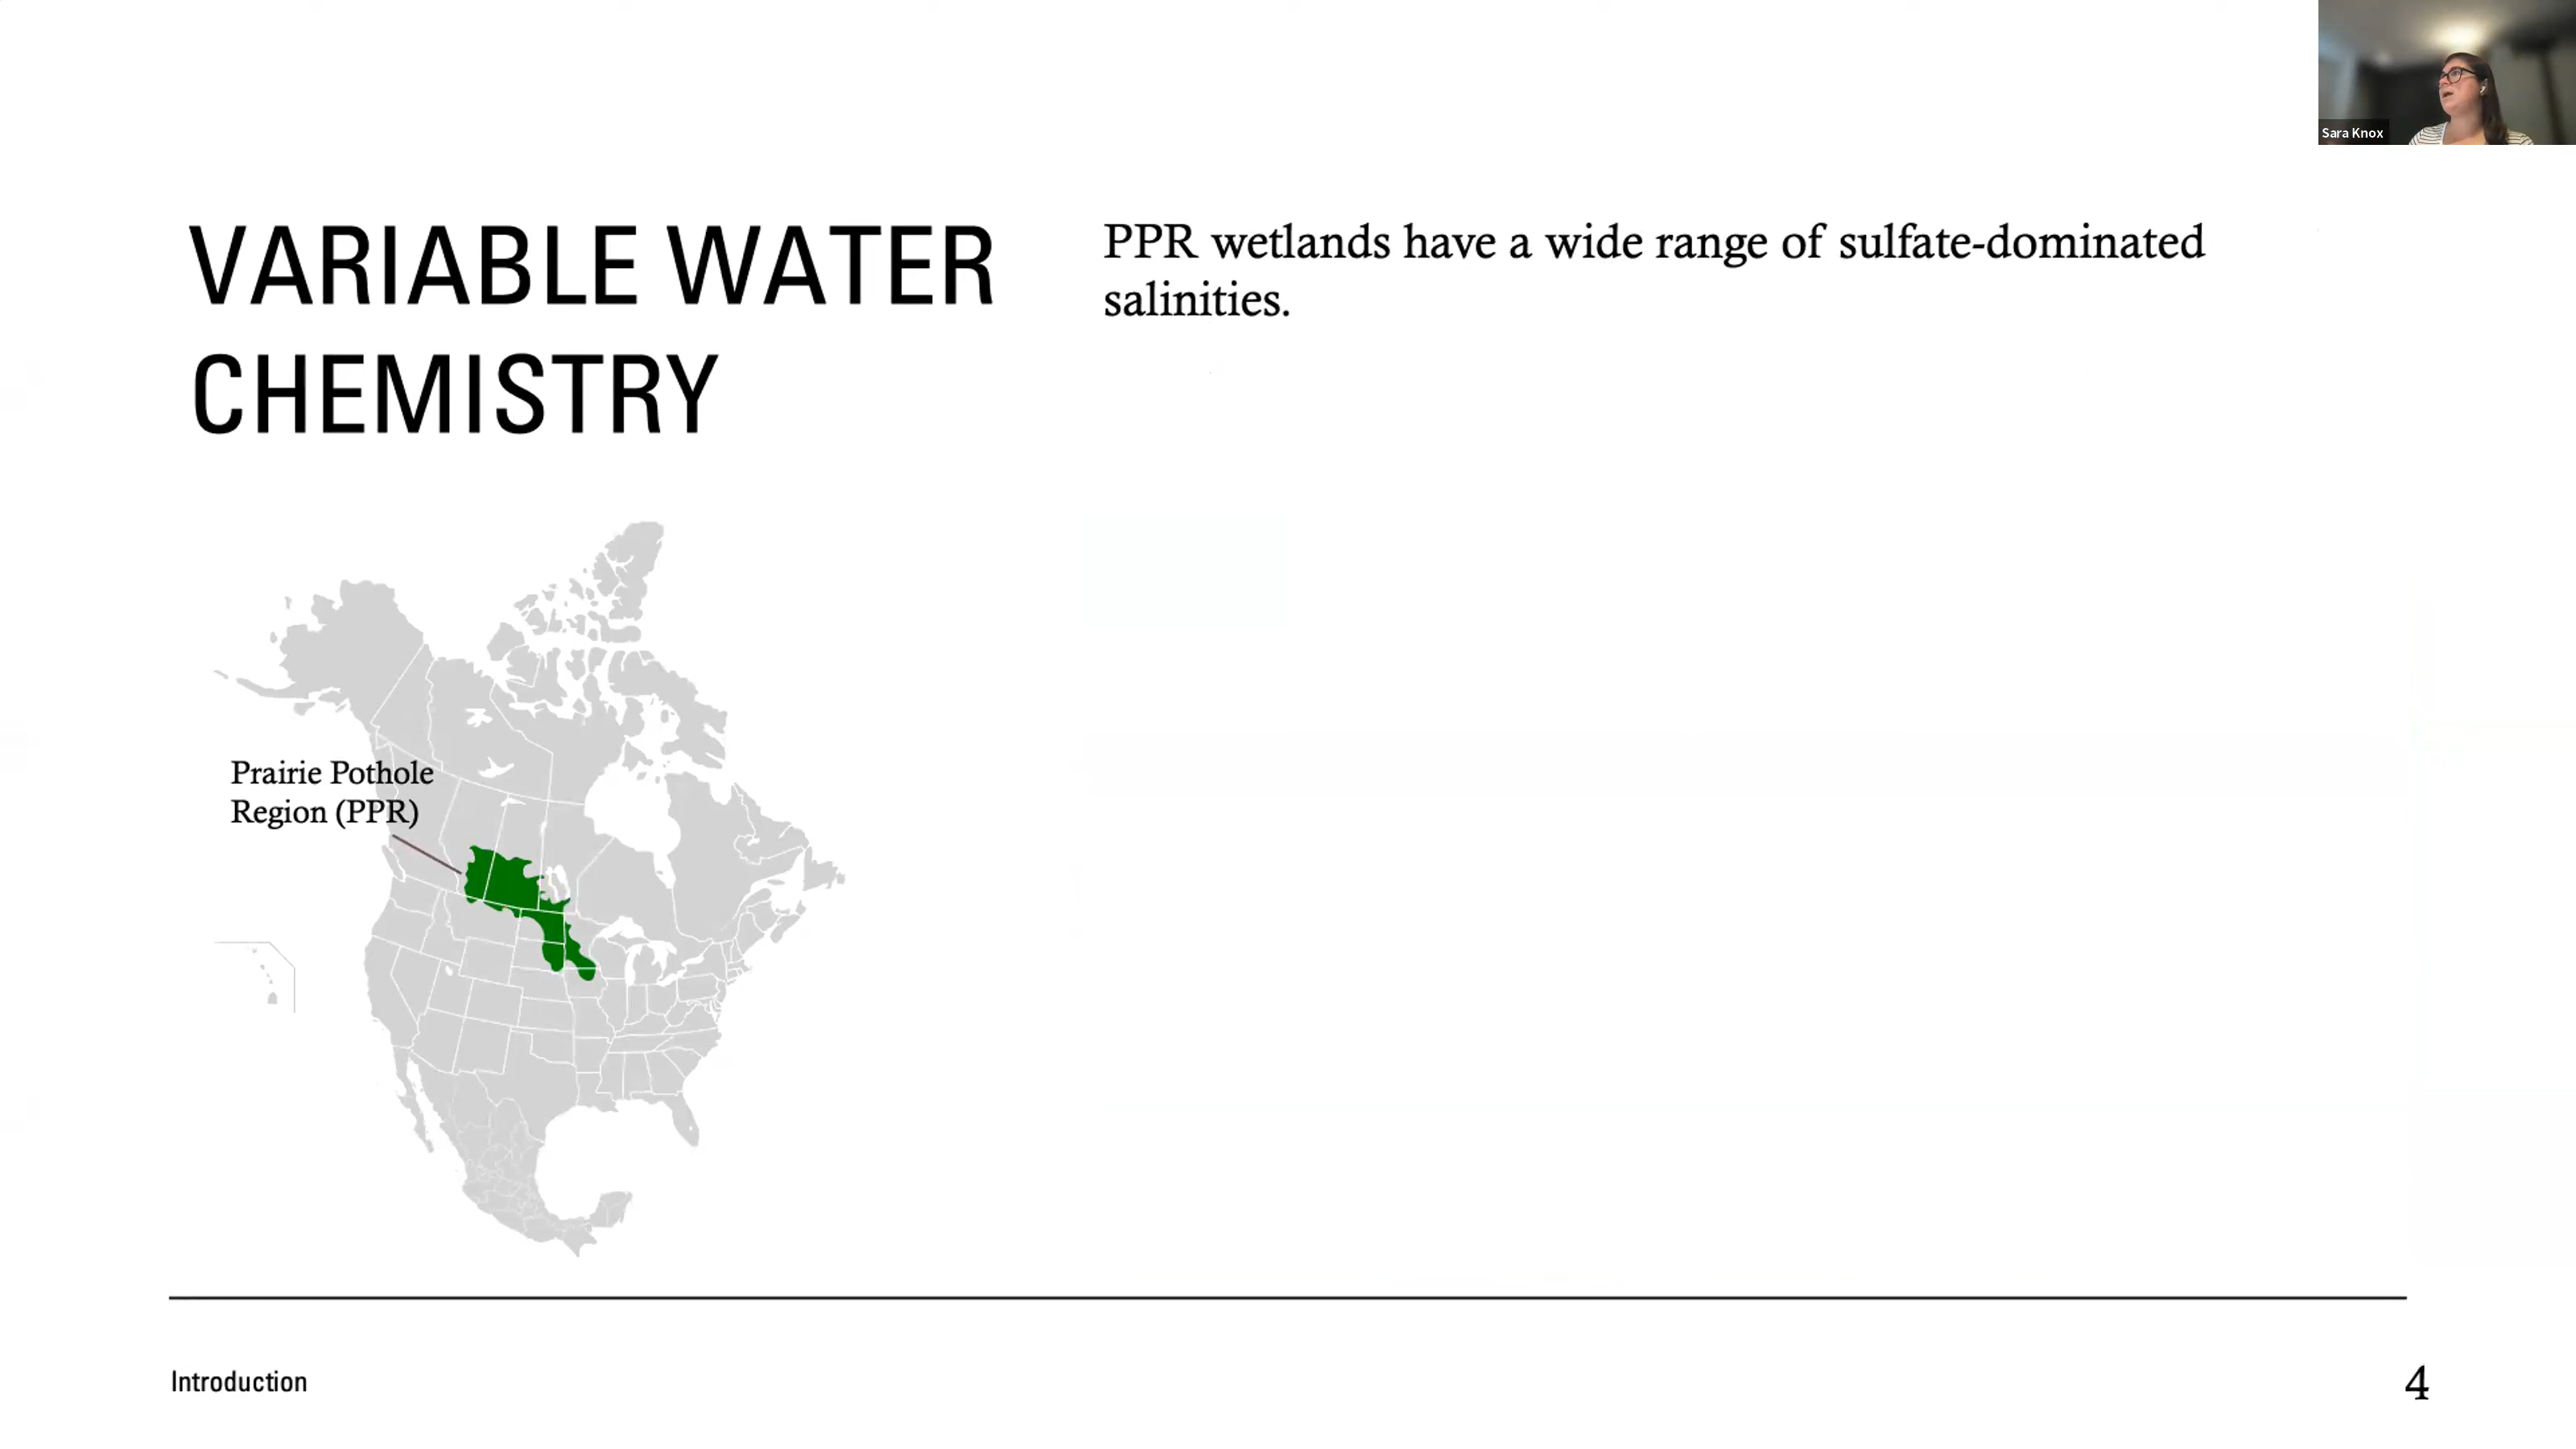 Sara Knox
VARIABLE WATER
CHEMISTRY
PPR wetlands have a wide range of sulfate-dominated
salinities.
Prairie Pothole
Region (PPR)
Introduction
4